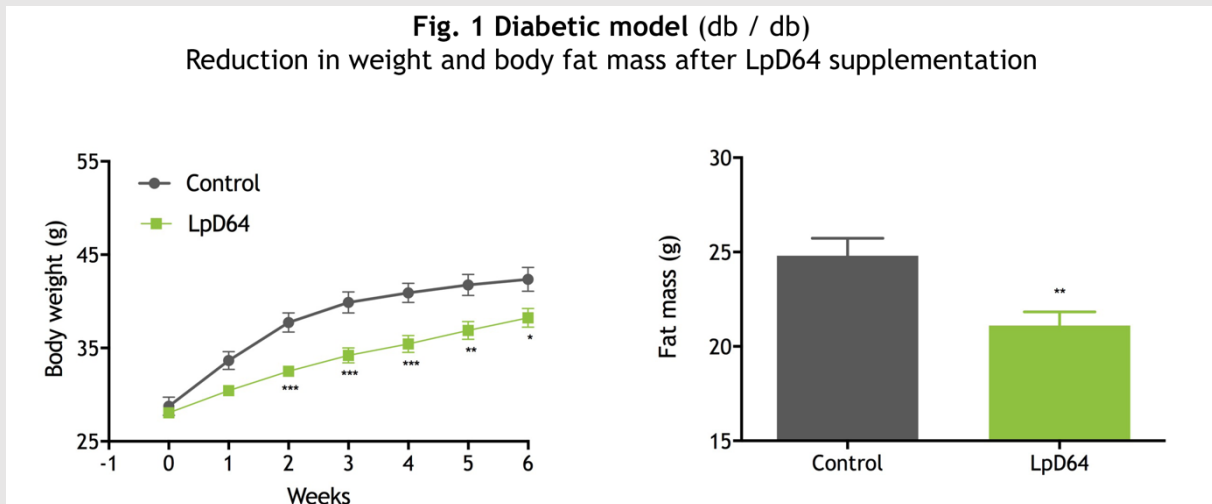 Fig. 1 Diabetic model (db / db)
Reduction in weight and body fat mass after LpD64 supplementation
Control
LpD64
Body weight (g)
55
45
35
25
***
***
***
**
*
-1
0
1
2
3
4
5
6
Weeks
Fat mass (g)
30
25
20
15
**
Control
LpD64